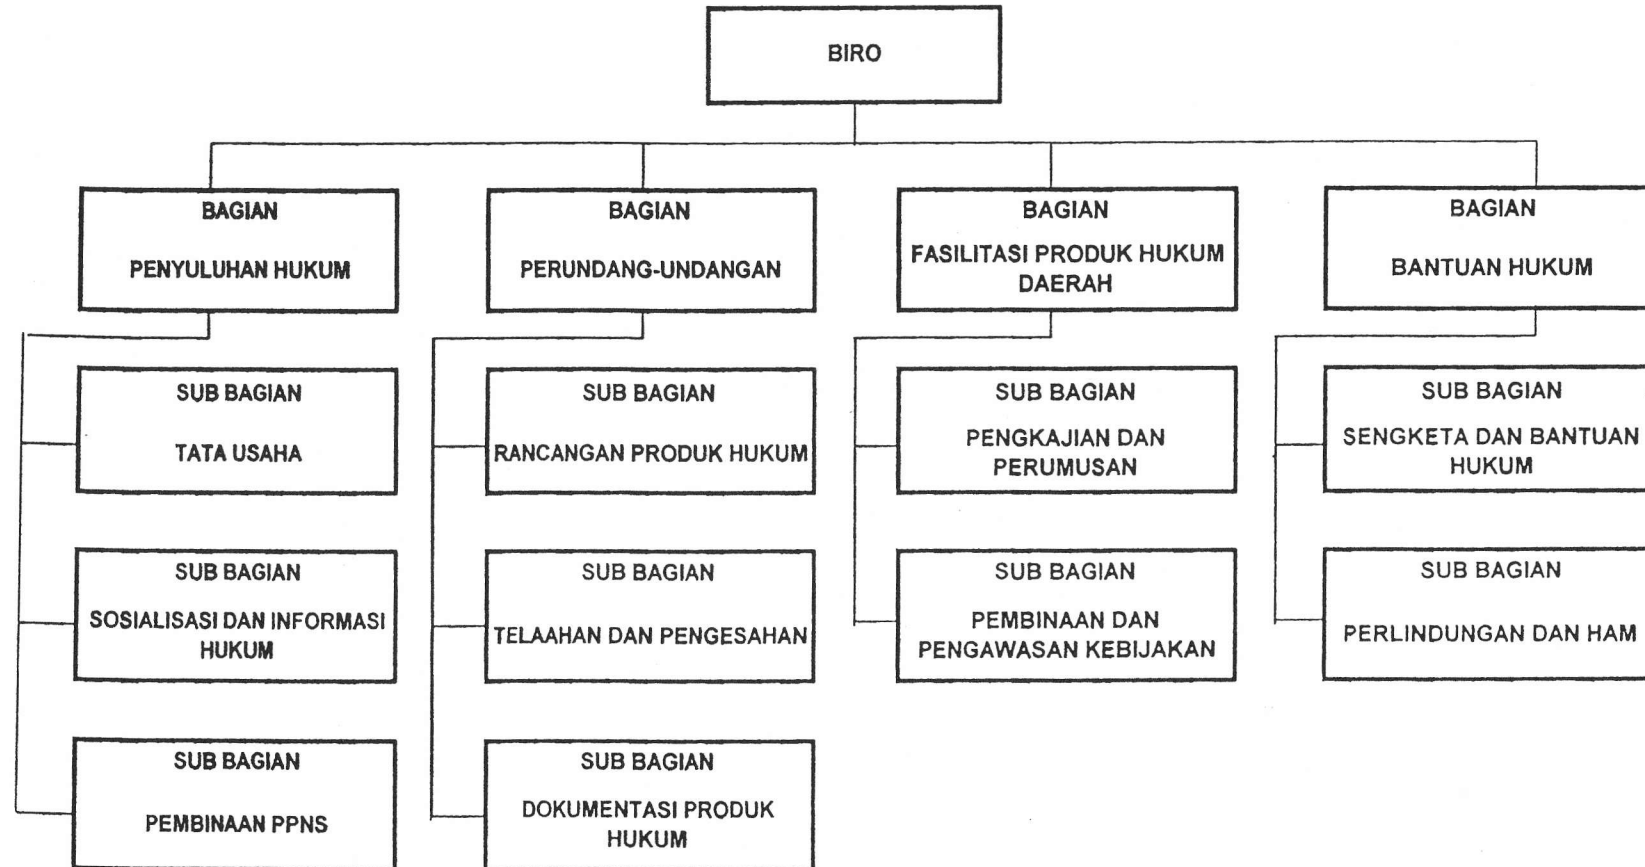 BIRO
BAGIAN
PENYULUHAN HUKUM
BAGIAN
PERUNDANG-UNDANGAN
BAGIAN
FASILITASI PRODUK HUKUM
DAERAH
BAGIAN
BANTUAN HUKUM
SUB BAGIAN
TATA USAHA
SUB BAGIAN
RANCANGAN PRODUK HUKUM
SUB BAGIAN
PENGKAJIAN DAN
PERUMUSAN
SUB BAGIAN
SENGKETA DAN BANTUAN
HUKUM
SUB BAGIAN
SOSIALISASI DAN INFORMASI
HUKUM
SUB BAGIAN
TELAAHAN DAN PENGESAHAN
SUB BAGIAN
PEMBINAAN DAN
PENGAWASAN KEBIJAKAN
SUB BAGIAN
PERLINDUNGAN DAN HAM
SUB BAGIAN
PEMBINAAN PPNS
SUB BAGIAN
DOKUMENTASI PRODUK
HUKUM